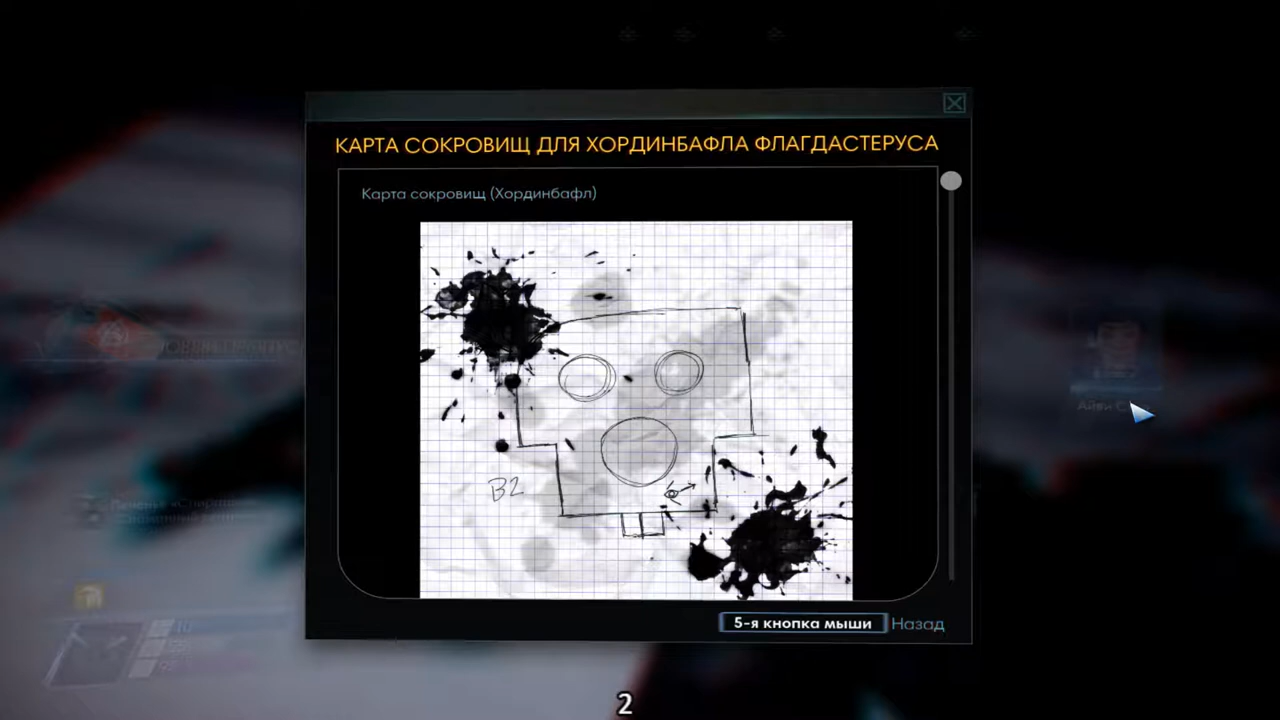 КАРТА СОКРОВИЩ ДЛЯ ХОРДИНБАФЛА ФЛАГДАСТЕРУСА
Карта сокровищ (Хординбафл)
B2
5-я кнопка мыши Назад
2